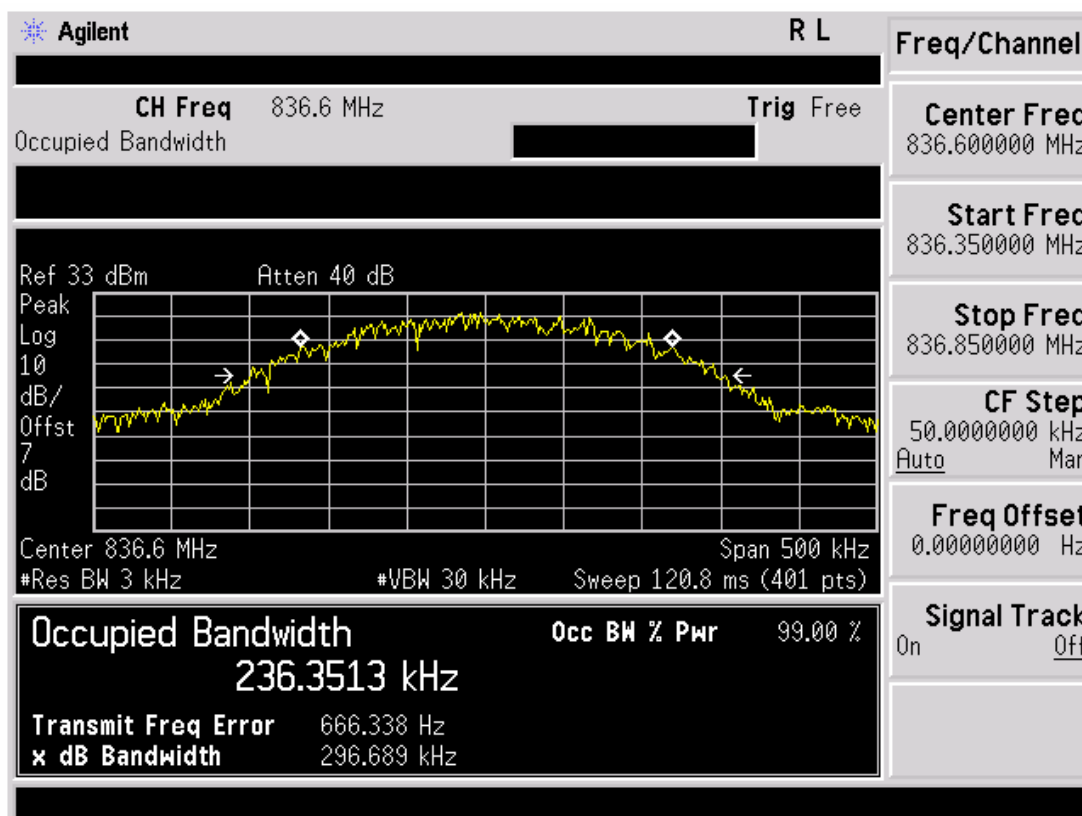 Agilent
R L
CH Freq 836.6 MHz
Trig Free
Occupied Bandwidth
Ref 33 dBm
Atten 40 dB
Peak
Log
10
dB/
Offst
7
dB
Center 836.6 MHz
Span 500 kHz
#Res BW 3 kHz
#VBW 30 kHz
Sweep 120.8 ms (401 pts)
Occupied Bandwidth
236.3513 kHz
Occ BW % Pwr 99.00 %
Transmit Freq Error 666.338 Hz
x dB Bandwidth 296.689 kHz
Freq/Channel
Center Freq
836.600000 MHz
Start Freq
836.350000 MHz
Stop Freq
836.850000 MHz
CF Step
50.0000000 kHz
Auto Man
Freq Offset
0.00000000 Hz
Signal Track
On Off